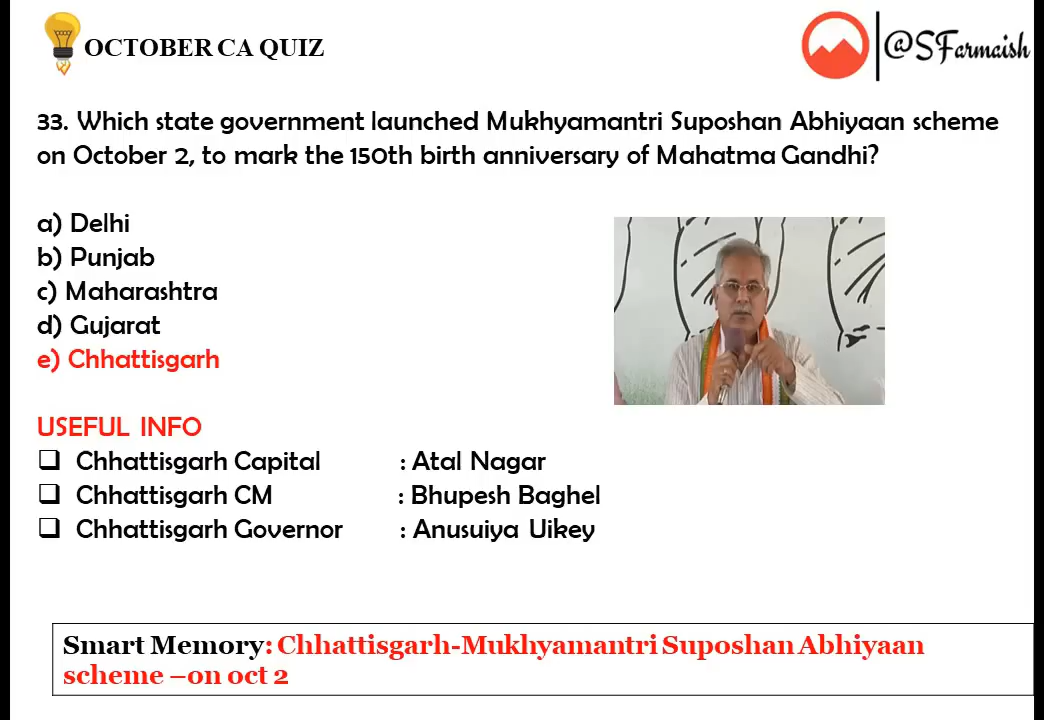 OCTOBER CA QUIZ
@SFarmaish
33. Which state government launched Mukhyamantri Suposhan Abhiyaan scheme
on October 2, to mark the 150th birth anniversary of Mahatma Gandhi?
a) Delhi
b) Punjab
c) Maharashtra
d) Gujarat
e) Chhattisgarh
USEFUL INFO
❑ Chhattisgarh Capital : Atal Nagar
❑ Chhattisgarh CM : Bhupesh Baghel
❑ Chhattisgarh Governor : Anusuiya Uikey
Smart Memory: Chhattisgarh-Mukhyamantri Suposhan Abhiyaan
scheme –on oct 2